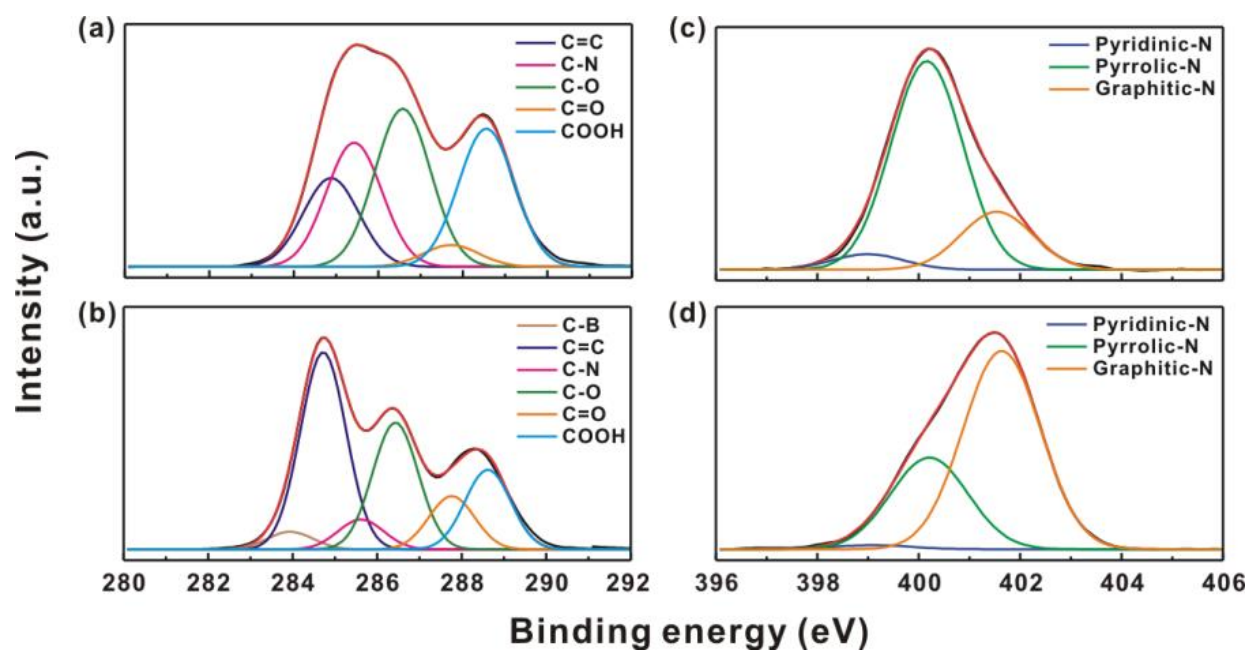 Intensity (a.u.)
(a)
C=C
C-N
C-O
C=O
COOH
(b)
C-B
C=C
C-N
C-O
C=O
COOH
280 282 284 286 288 290 292
(c)
Pyridinic-N
Pyrrolic-N
Graphitic-N
(d)
Pyridinic-N
Pyrrolic-N
Graphitic-N
396 398 400 402 404 406
Binding energy (eV)